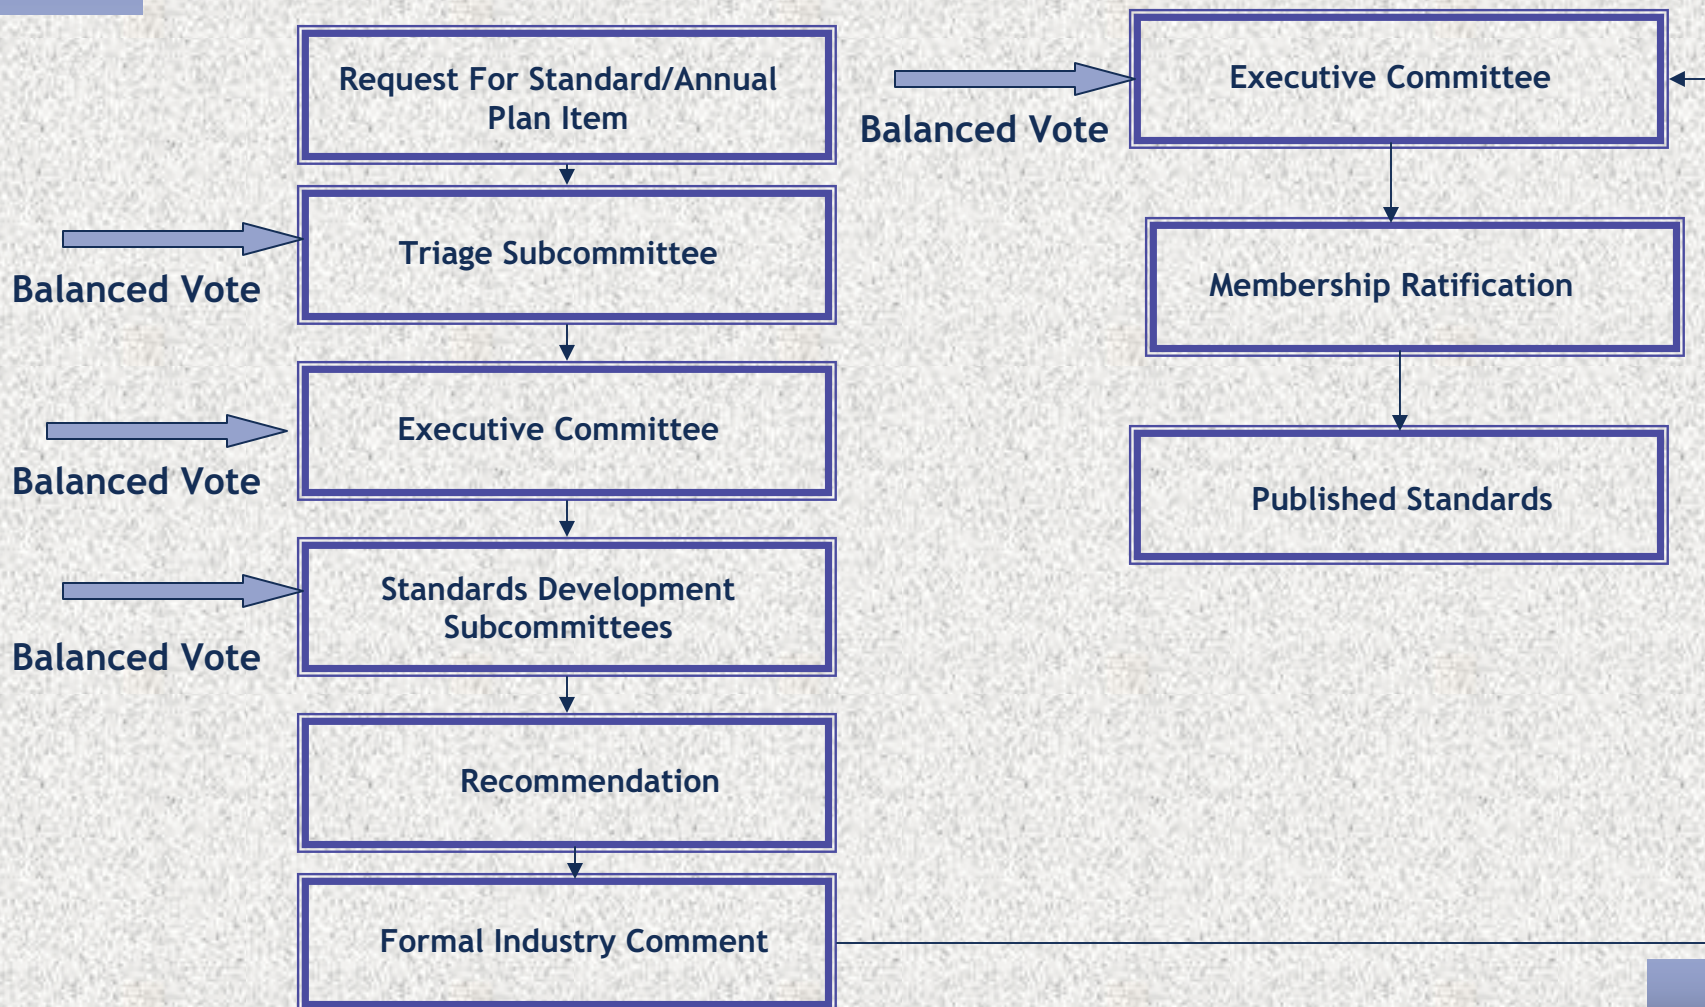 Request For Standard/Annual
Plan Item
Triage Subcommittee
Balanced Vote
Executive Committee
Balanced Vote
Standards Development
Subcommittees
Balanced Vote
Recommendation
Formal Industry Comment
Executive Committee
Balanced Vote
Membership Ratification
Published Standards